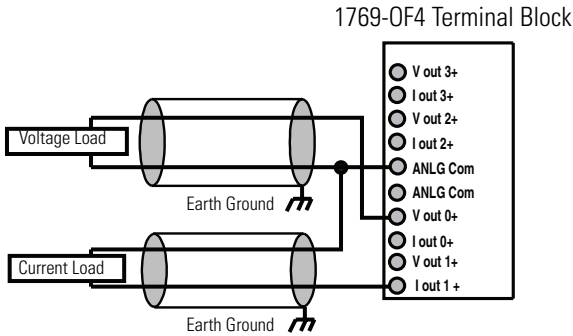 1769-OF4 Terminal Block
V out 3+
I out 3+
V out 2+
I out 2+
ANLG Com
ANLG Com
V out 0+
I out 0+
V out 1+
I out 1 +
Voltage Load
Earth Ground
Current Load
Earth Ground